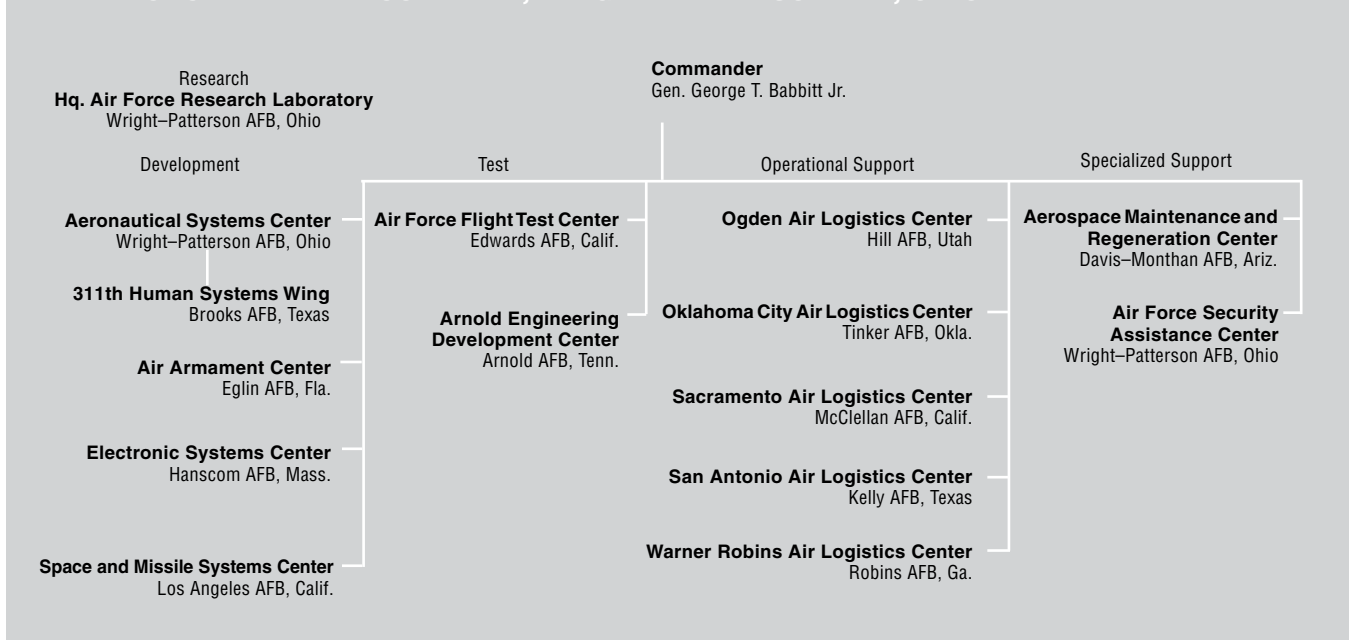 Research
Hq. Air Force Research Laboratory
Wright–Patterson AFB, Ohio
Commander
Gen. George T. Babbitt Jr.
Development
Aeronautical Systems Center
Wright–Patterson AFB, Ohio
311th Human Systems Wing
Brooks AFB, Texas
Air Armament Center
Eglin AFB, Fla.
Electronic Systems Center
Hanscom AFB, Mass.
Space and Missile Systems Center
Los Angeles AFB, Calif.
Test
Air Force Flight Test Center
Edwards AFB, Calif.
Arnold Engineering
Development Center
Arnold AFB, Tenn.
Operational Support
Ogden Air Logistics Center
Hill AFB, Utah
Oklahoma City Air Logistics Center
Tinker AFB, Okla.
Sacramento Air Logistics Center
McClellan AFB, Calif.
San Antonio Air Logistics Center
Kelly AFB, Texas
Warner Robins Air Logistics Center
Robins AFB, Ga.
Specialized Support
Aerospace Maintenance and
Regeneration Center
Davis–Monthan AFB, Ariz.
Air Force Security
Assistance Center
Wright–Patterson AFB, Ohio